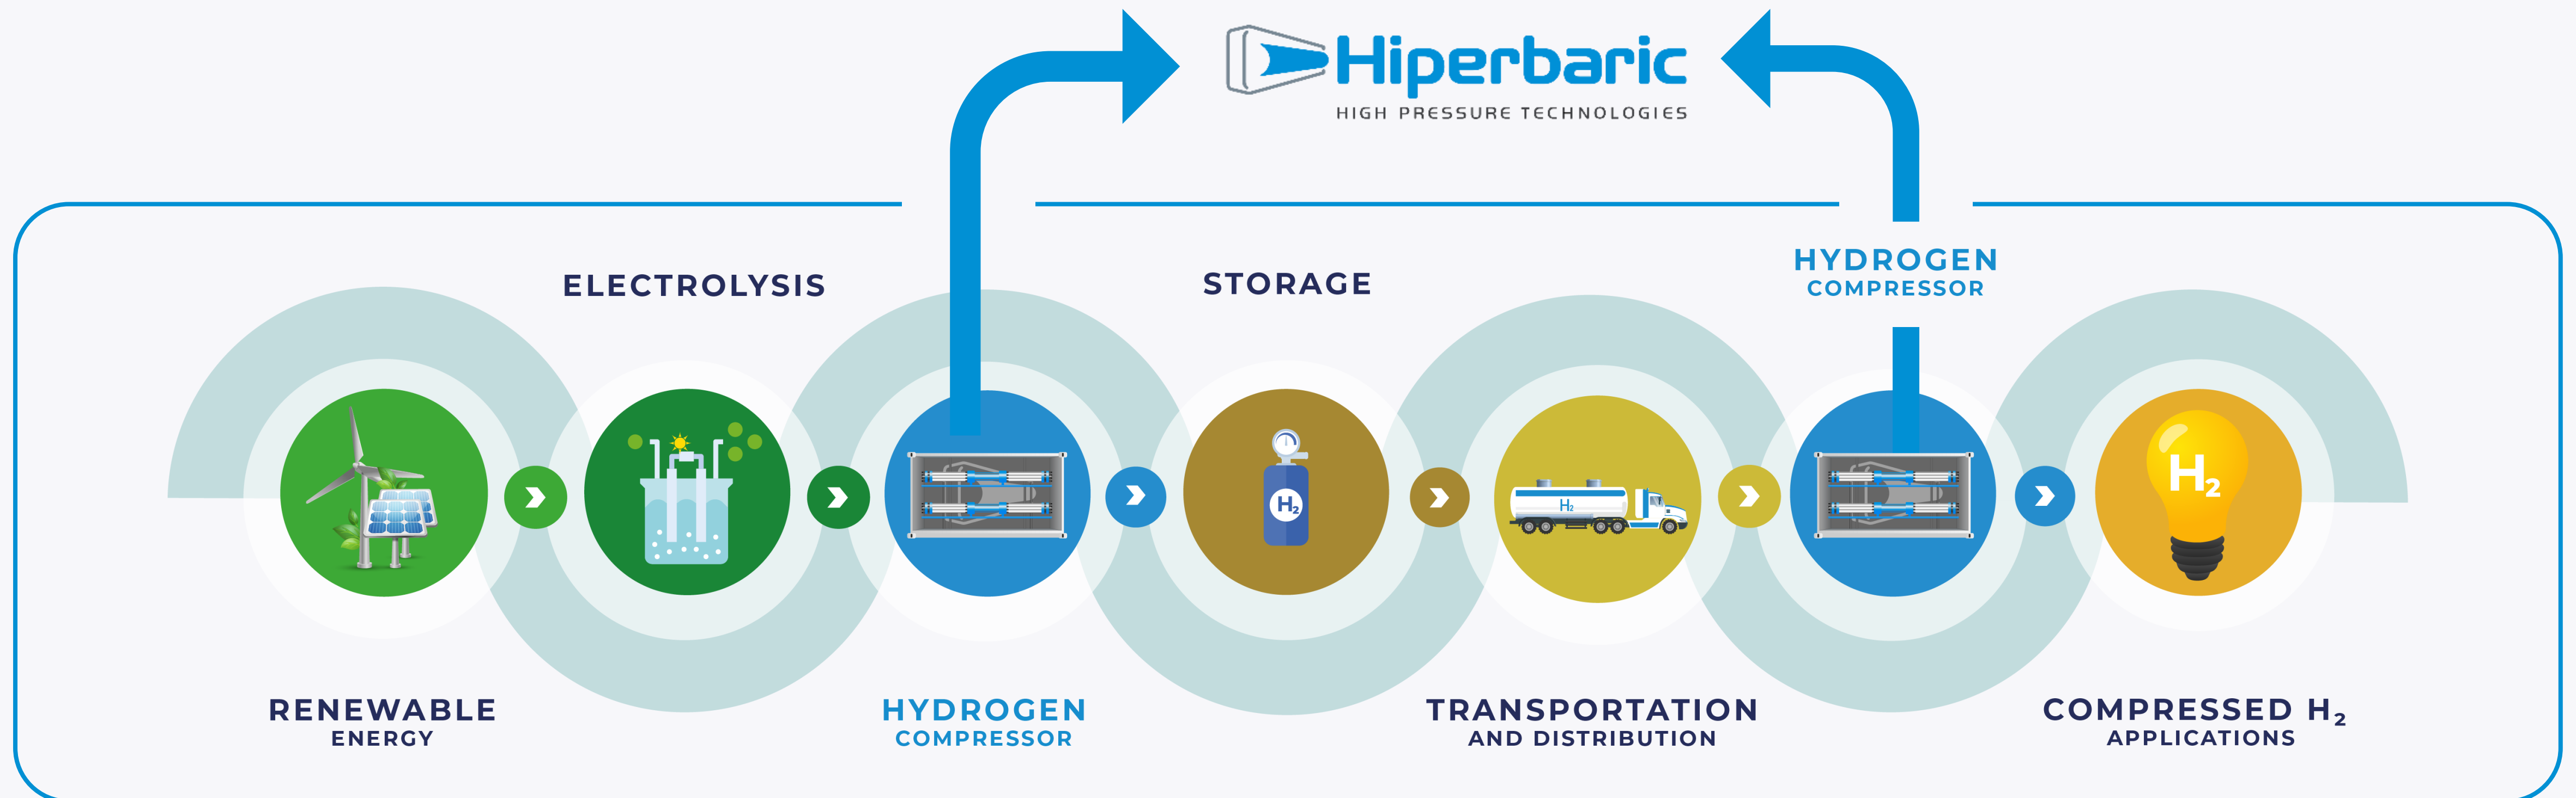 Hiperbaric
HIGH PRESSURE TECHNOLOGIES
ELECTROLYSIS
STORAGE
HYDROGEN
COMPRESSOR
H₂
H₂
H₂
RENEWABLE
ENERGY
HYDROGEN
COMPRESSOR
TRANSPORTATION
AND DISTRIBUTION
COMPRESSED H₂
APPLICATIONS